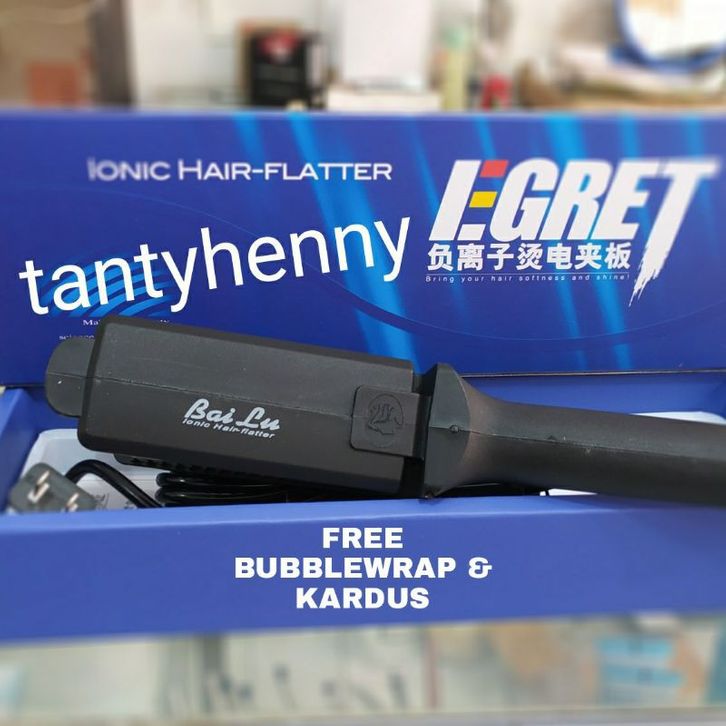 IONIC HAIR-FLATTER
EGRET
负离子烫电夹板
Bring your hair softness and shine!
tantyhenny
Bai Lu
Ionic Hair-flatter
FREE
BUBBLEWRAP &
KARDUS